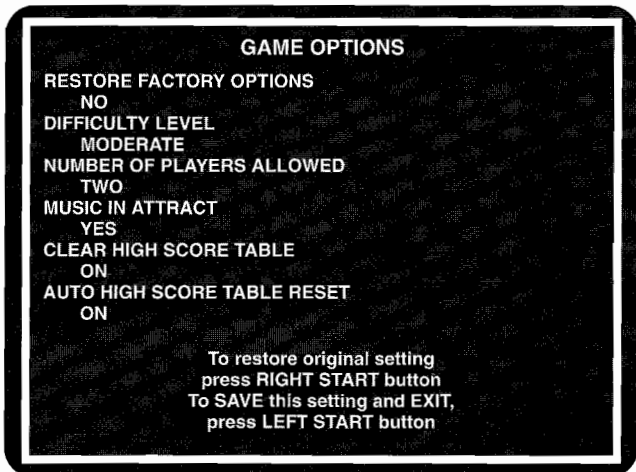 GAME OPTIONS
RESTORE FACTORY OPTIONS
NO
DIFFICULTY LEVEL
MODERATE
NUMBER OF PLAYERS ALLOWED
TWO
MUSIC IN ATTRACT
YES
CLEAR HIGH SCORE TABLE
ON
AUTO HIGH SCORE TABLE RESET
ON
To restore original setting
press RIGHT START button
To SAVE this setting and EXIT,
press LEFT START button